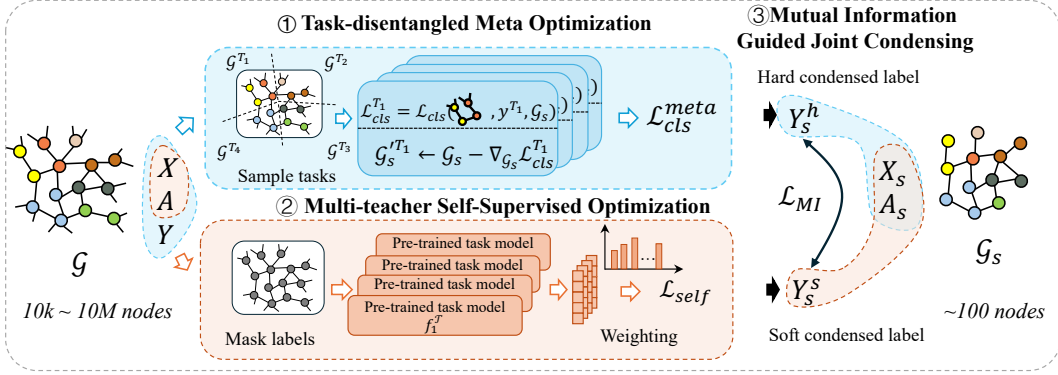 ① Task-disentangled Meta Optimization
③Mutual Information
Guided Joint Condensing
𝒢^{T_1}
𝒢^{T_2}
𝒢^{T_4}
𝒢^{T_3}
Sample tasks
ℒ_{cls}^{T_1} = ℒ_{cls}( , y^{T_1}, 𝒢_s)
𝒢_s'^{T_1} ← 𝒢_s − ∇_{𝒢_s} ℒ_{cls}^{T_1}
)
)
)
ℒ_{cls}^{meta}
Hard condensed label
Y_s^h
X
A
Y
𝒢
10k ~ 10M nodes
② Multi-teacher Self-Supervised Optimization
Mask labels
Pre-trained task model
Pre-trained task model
Pre-trained task model
Pre-trained task model
f_1^𝒯
...
ℒ_{self}
Weighting
ℒ_{MI}
X_s
A_s
Y_s^s
Soft condensed label
𝒢_s
~100 nodes